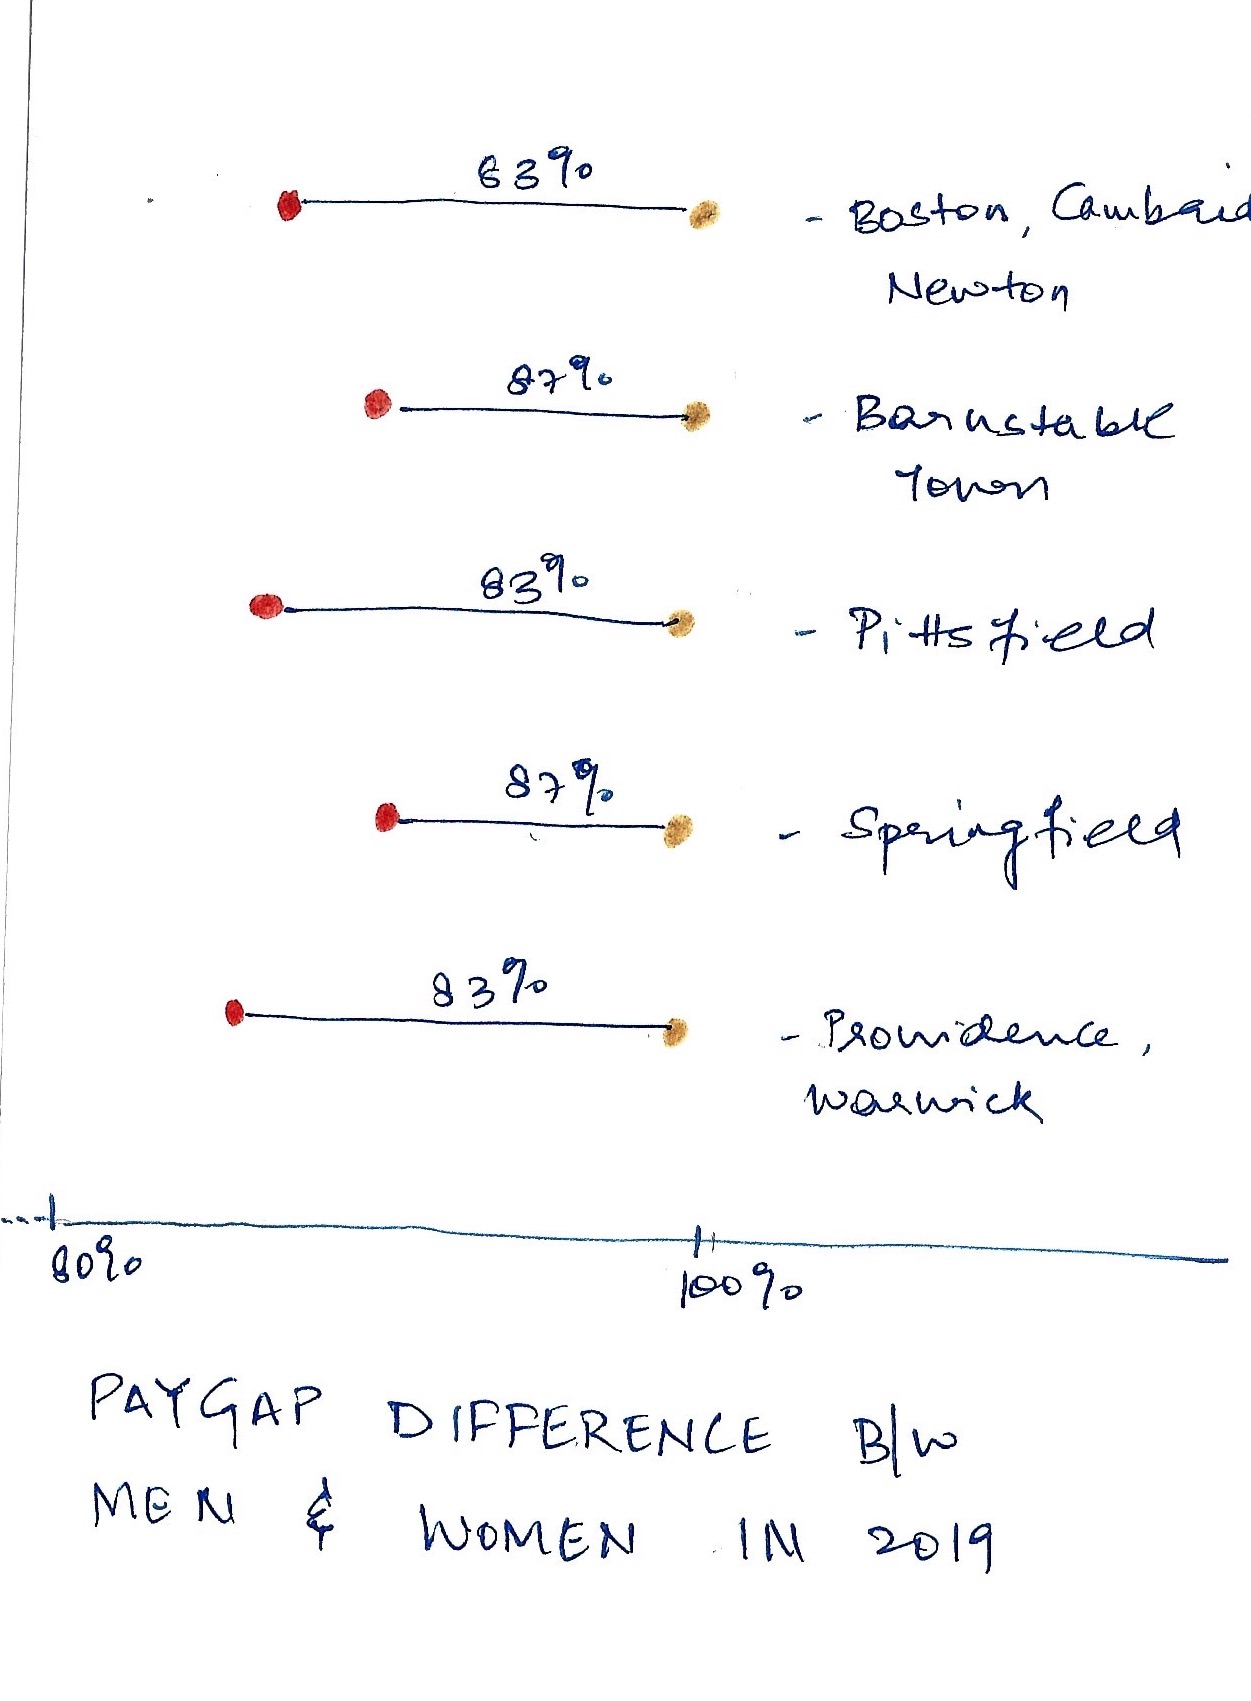 83%
- Boston, Cambrid
Newton
87%
- Barnstable
Town
83%
- Pittsfield
87%
- Springfield
83%
- Providence,
Warwick
80%
100%
PAYGAP DIFFERENCE B/W
MEN & WOMEN IN 2019